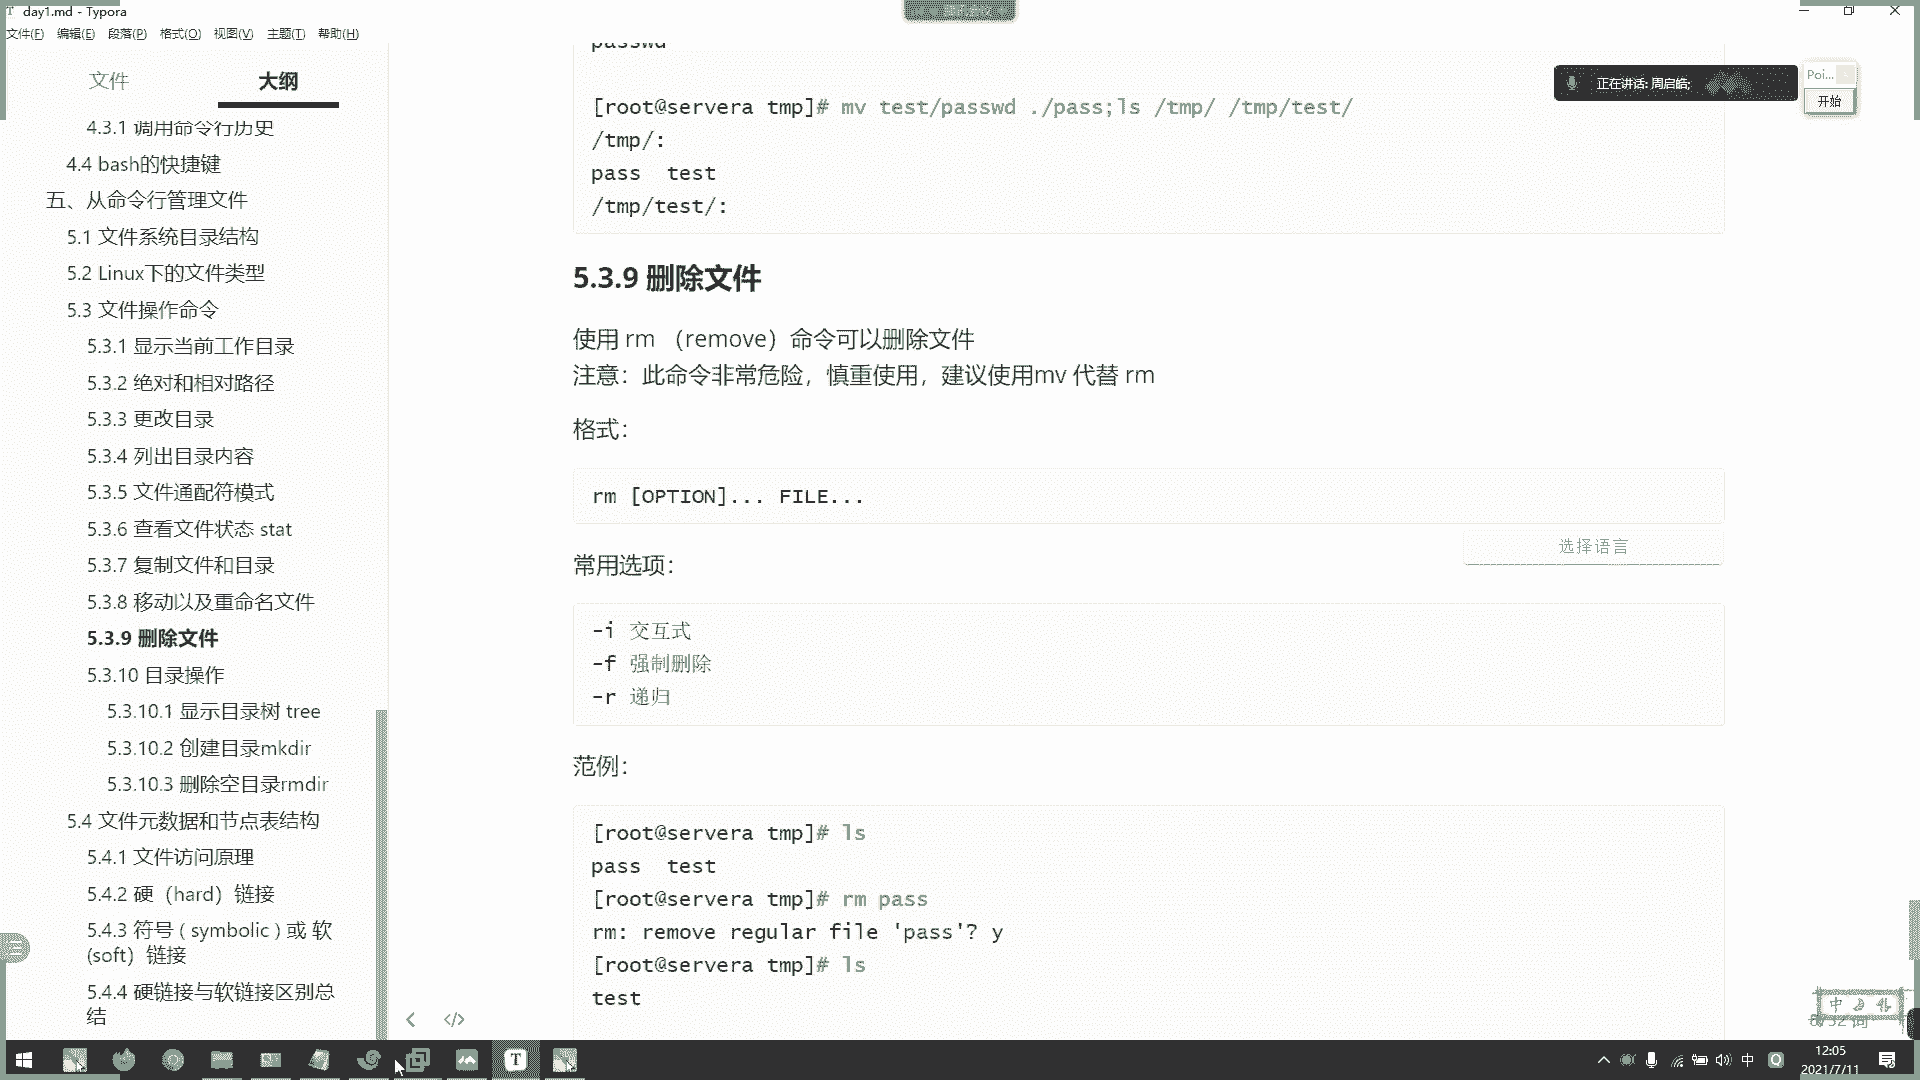 day1.md - Typora
文件(F) 编辑(E) 段落(P) 格式(O) 视图(V) 主题(T) 帮助(H)
文件 大纲
4.3.1 调用命令行历史
4.4 bash的快捷键
五、从命令行管理文件
5.1 文件系统目录结构
5.2 Linux下的文件类型
5.3 文件操作命令
5.3.1 显示当前工作目录
5.3.2 绝对和相对路径
5.3.3 更改目录
5.3.4 列出目录内容
5.3.5 文件通配符模式
5.3.6 查看文件状态 stat
5.3.7 复制文件和目录
5.3.8 移动以及重命名文件
5.3.9 删除文件
5.3.10 目录操作
5.3.10.1 显示目录树 tree
5.3.10.2 创建目录mkdir
5.3.10.3 删除空目录rmdir
5.4 文件元数据和节点表结构
5.4.1 文件访问原理
5.4.2 硬（hard）链接
5.4.3 符号 ( symbolic ) 或 软
(soft）链接
5.4.4 硬链接与软链接区别总
结
passwd
[root@servera tmp]# mv test/passwd ./pass;ls /tmp/ /tmp/test/
/tmp/:
pass test
/tmp/test/:
5.3.9 删除文件
使用 rm （remove）命令可以删除文件
注意：此命令非常危险，慎重使用，建议使用mv 代替 rm
格式：
rm [OPTION]... FILE...
选择语言
常用选项：
-i 交互式
-f 强制删除
-r 递归
范例：
[root@servera tmp]# ls
pass test
[root@servera tmp]# rm pass
rm: remove regular file 'pass'? y
[root@servera tmp]# ls
test
正在讲话: 周启皓;
Poi...
开始
中
12:05
2021/7/11